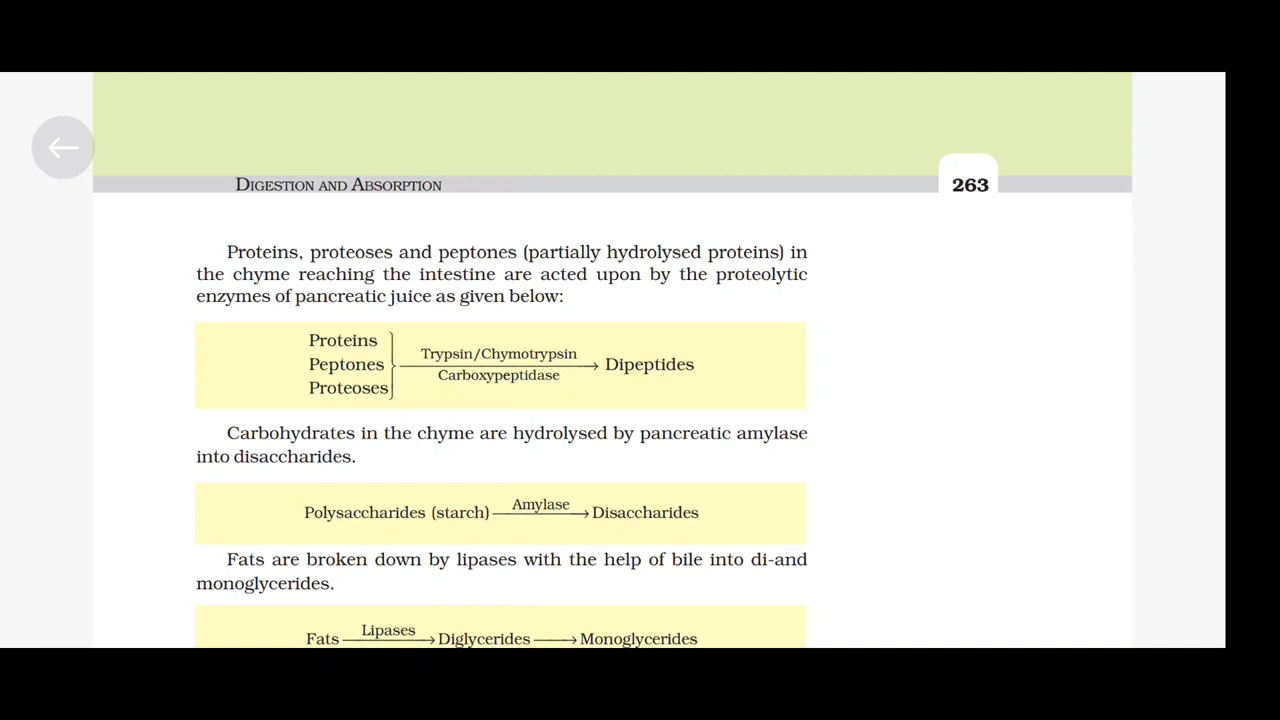 DIGESTION AND ABSORPTION 263
Proteins, proteoses and peptones (partially hydrolysed proteins) in
the chyme reaching the intestine are acted upon by the proteolytic
enzymes of pancreatic juice as given below:
Proteins
Peptones
Proteoses
Trypsin/Chymotrypsin
Carboxypeptidase
Dipeptides
Carbohydrates in the chyme are hydrolysed by pancreatic amylase
into disaccharides.
Polysaccharides (starch) Amylase Disaccharides
Fats are broken down by lipases with the help of bile into di-and
monoglycerides.
Fats Lipases Diglycerides Monoglycerides